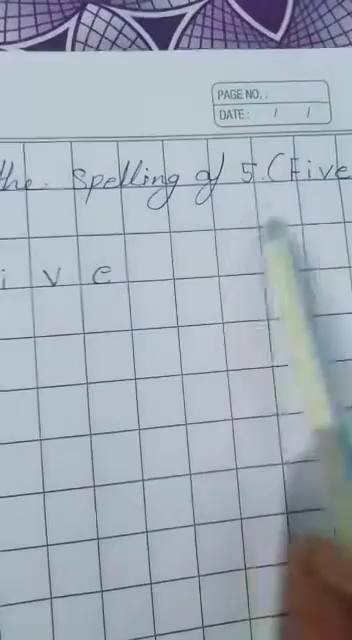 PAGE NO. :
DATE: / /
the. Spelling of 5. (Five
i v e